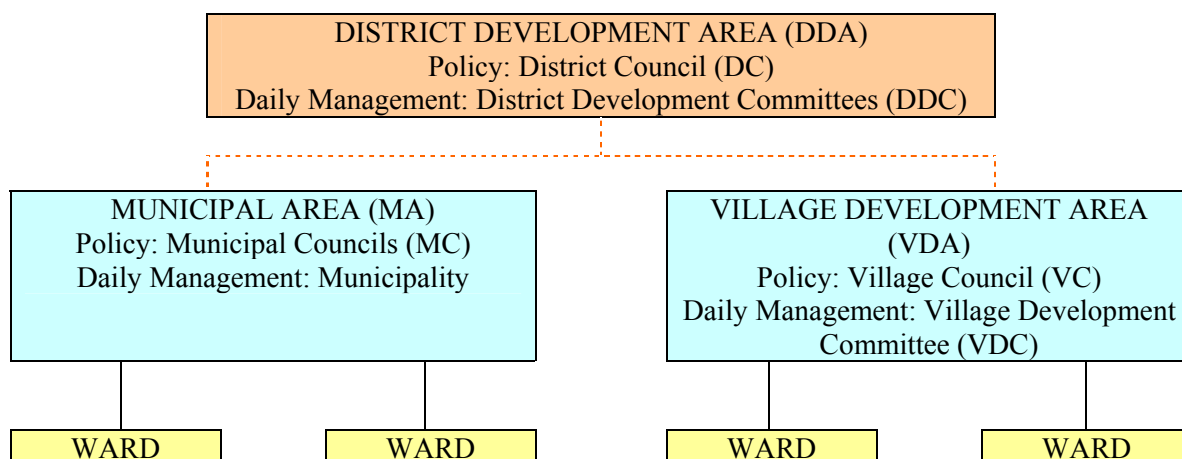 DISTRICT DEVELOPMENT AREA (DDA)
Policy: District Council (DC)
Daily Management: District Development Committees (DDC)
MUNICIPAL AREA (MA)
Policy: Municipal Councils (MC)
Daily Management: Municipality
VILLAGE DEVELOPMENT AREA
(VDA)
Policy: Village Council (VC)
Daily Management: Village Development
Committee (VDC)
WARD
WARD
WARD
WARD